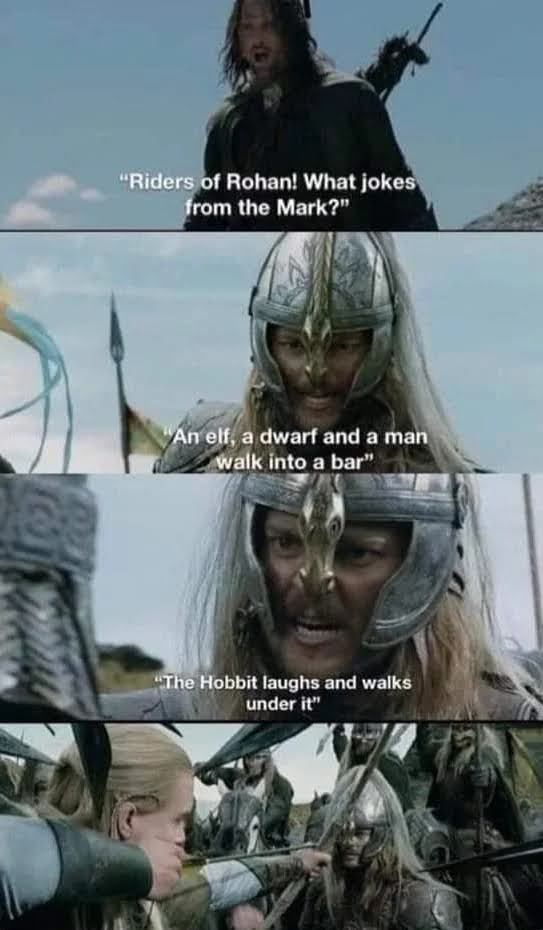 "Riders of Rohan! What jokes
from the Mark?"
"An elf, a dwarf and a man
walk into a bar"
"The Hobbit laughs and walks
under it"